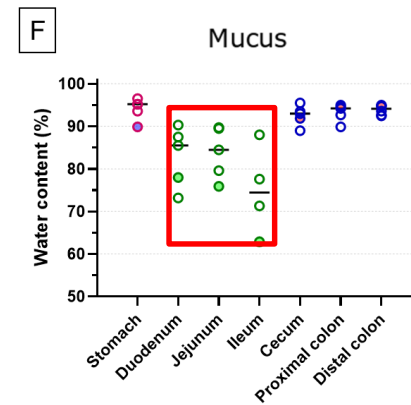 F
Mucus
Water content (%)
100
90
80
70
60
50
Stomach
Duodenum
Jejunum
Ileum
Cecum
Proximal colon
Distal colon